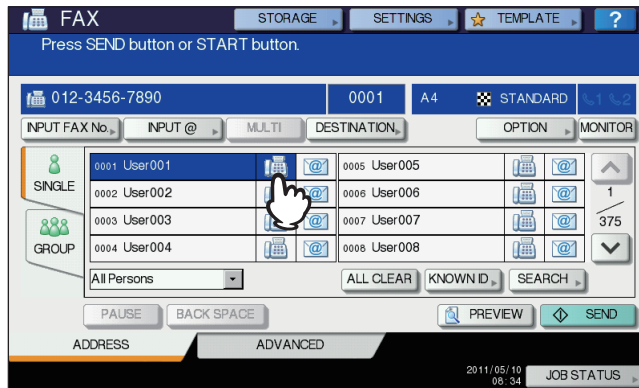 FAX STORAGE SETTINGS TEMPLATE ?
Press SEND button or START button.
012-3456-7890 0001 A4 STANDARD 1 2
INPUT FAX No. INPUT @ MULTI DESTINATION OPTION MONITOR
SINGLE
GROUP
0001 User001 @ 0005 User005 @
0002 User002 @ 0006 User006 @
0003 User003 @ 0007 User007 @
0004 User004 @ 0008 User008 @
1
375
All Persons ALL CLEAR KNOWN ID SEARCH
PAUSE BACK SPACE PREVIEW SEND
ADDRESS ADVANCED
2011/05/10
08:34 JOB STATUS